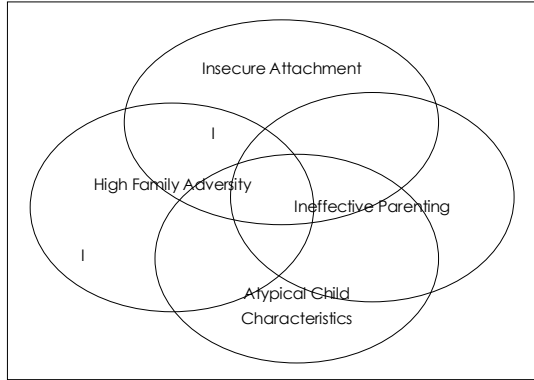 Insecure Attachment
I
High Family Adversity
Ineffective Parenting
I
Atypical Child
Characteristics